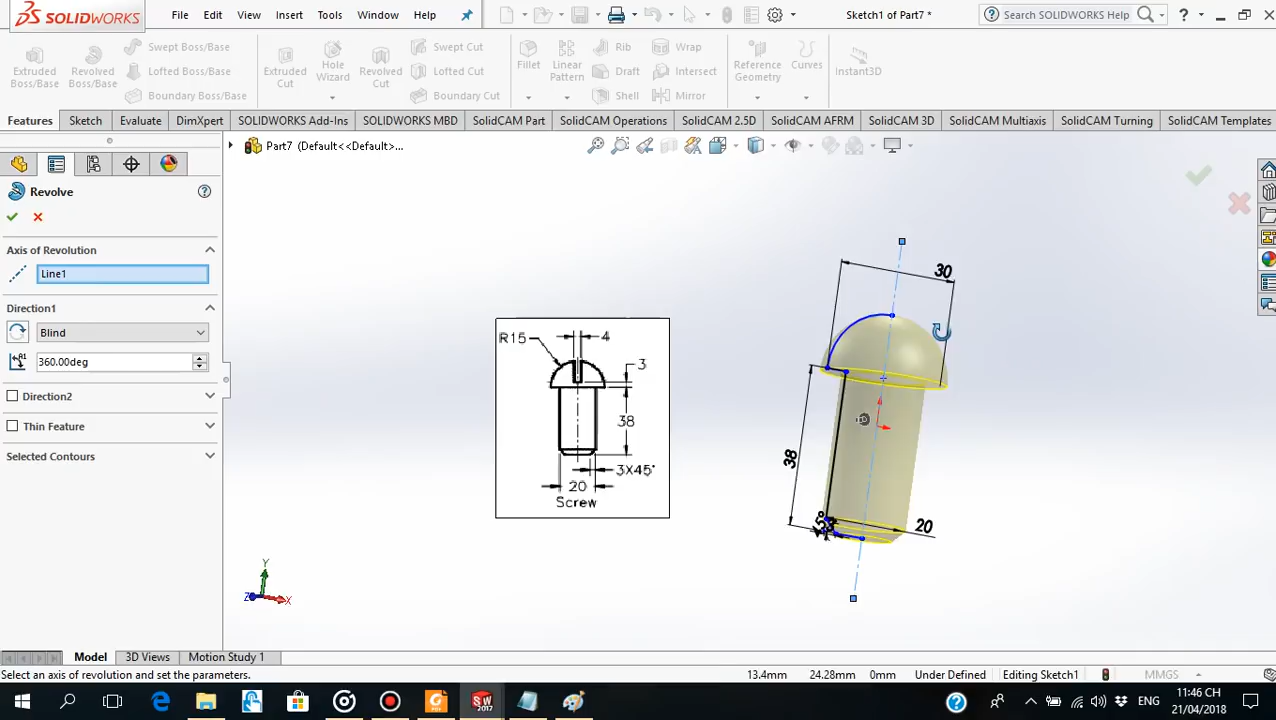 SOLIDWORKS File Edit View Insert Tools Window Help Sketch1 of Part7 * Search SOLIDWORKS Help ?
Extruded Boss/Base
Revolved Boss/Base
Swept Boss/Base
Lofted Boss/Base
Boundary Boss/Base
Extruded Cut
Hole Wizard
Revolved Cut
Swept Cut
Lofted Cut
Boundary Cut
Fillet
Linear Pattern
Rib
Draft
Shell
Wrap
Intersect
Mirror
Reference Geometry
Curves
Instant3D
Features Sketch Evaluate DimXpert SOLIDWORKS Add-Ins SOLIDWORKS MBD SolidCAM Part SolidCAM Operations SolidCAM 2.5D SolidCAM AFRM SolidCAM 3D SolidCAM Multiaxis SolidCAM Turning SolidCAM Templates
Part7 (Default<<Default>...
Revolve
Axis of Revolution
Line1
Direction1
Blind
360.00deg
Direction2
Thin Feature
Selected Contours
R15
4
3
38
3X45°
20
Screw
30
38
20
Y
Z
X
Model 3D Views Motion Study 1
Select an axis of revolution and set the parameters. 13.4mm 24.28mm 0mm Under Defined Editing Sketch1 MMGS
SW 2017
ENG
11:46 CH
21/04/2018